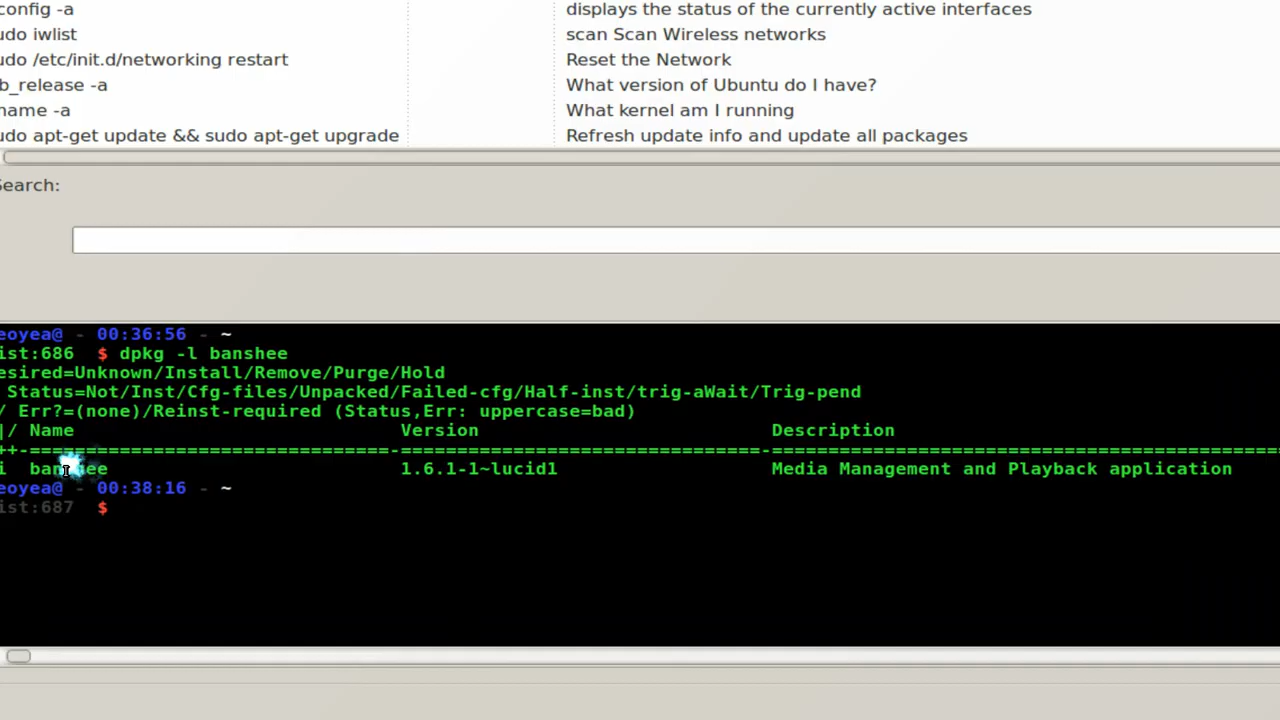 config -a displays the status of the currently active interfaces
udo iwlist scan Scan Wireless networks
udo /etc/init.d/networking restart Reset the Network
b_release -a What version of Ubuntu do I have?
name -a What kernel am I running
udo apt-get update && sudo apt-get upgrade Refresh update info and update all packages
Search:
eoyea@ - 00:36:56 - ~
ist:686 $ dpkg -l banshee
esired=Unknown/Install/Remove/Purge/Hold
Status=Not/Inst/Cfg-files/Unpacked/Failed-cfg/Half-inst/trig-aWait/Trig-pend
/ Err?=(none)/Reinst-required (Status,Err: uppercase=bad)
|/ Name Version Description
++-================================-================================-==============================================
i banshee 1.6.1-1~lucid1 Media Management and Playback application
eoyea@ - 00:38:16 - ~
ist:687 $